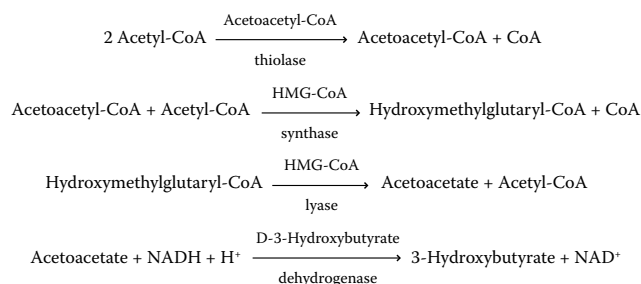 Acetoacetyl-CoA
2 Acetyl-CoA ⟶ Acetoacetyl-CoA + CoA
thiolase
HMG-CoA
Acetoacetyl-CoA + Acetyl-CoA ⟶ Hydroxymethylglutaryl-CoA + CoA
synthase
HMG-CoA
Hydroxymethylglutaryl-CoA ⟶ Acetoacetate + Acetyl-CoA
lyase
D-3-Hydroxybutyrate
Acetoacetate + NADH + H⁺ ⟶ 3-Hydroxybutyrate + NAD⁺
dehydrogenase